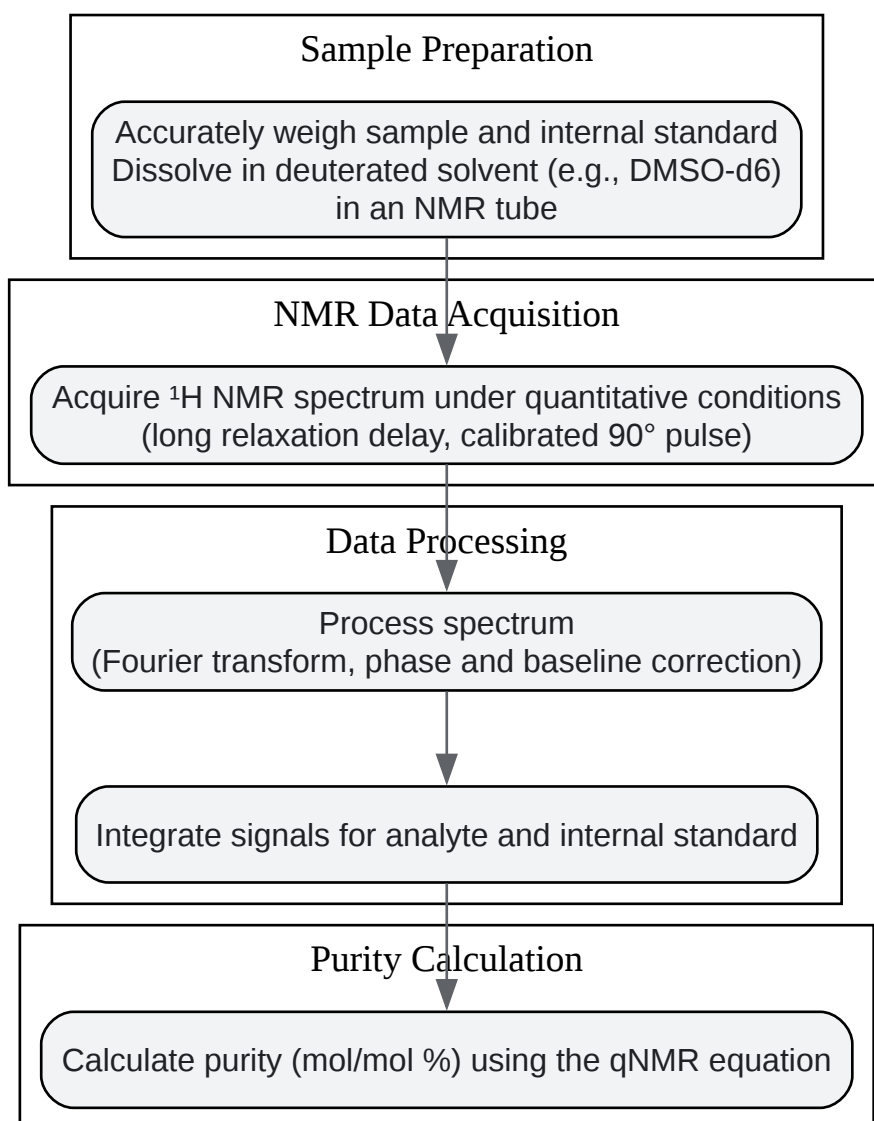 Sample Preparation
Accurately weigh sample and internal standard
Dissolve in deuterated solvent (e.g., DMSO-d6)
in an NMR tube
NMR Data Acquisition
Acquire ¹H NMR spectrum under quantitative conditions
(long relaxation delay, calibrated 90° pulse)
Data Processing
Process spectrum
(Fourier transform, phase and baseline correction)
Integrate signals for analyte and internal standard
Purity Calculation
Calculate purity (mol/mol %) using the qNMR equation